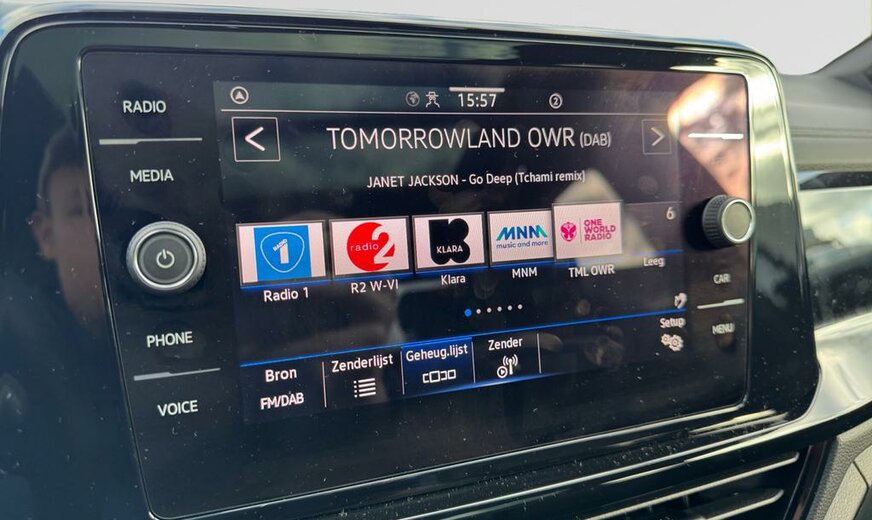 RADIO
MEDIA
PHONE
VOICE
15:57
2
TOMORROWLAND OWR (DAB)
JANET JACKSON - Go Deep (Tchami remix)
RADIO
1
radio
2
KLARA
MNM
music and more
ONE
WORLD
RADIO
6
Radio 1
R2 W-VI
Klara
MNM
TML OWR
Leeg
Bron
FM/DAB
Zenderlijst
Geheug.lijst
Zender
Setup
CAR
MENU